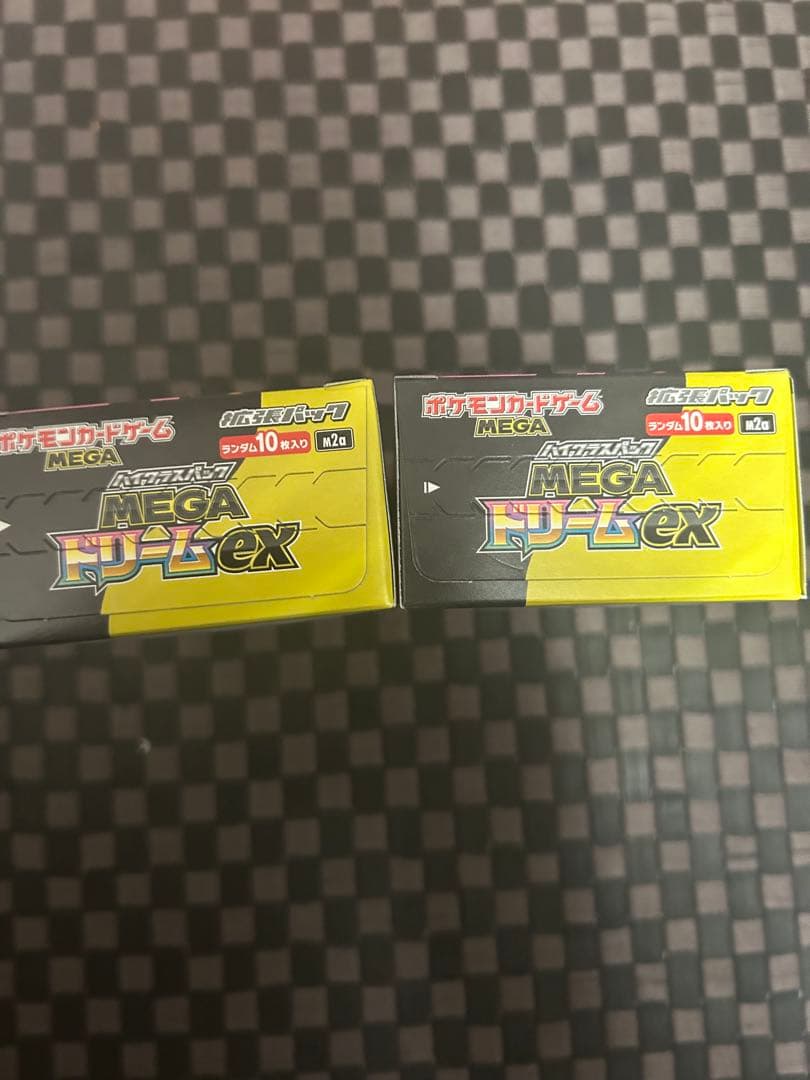 ポケモンカードゲーム
MEGA
拡張パック
ランダム10枚入り
M2a
ハイクラスパック
MEGA
ドリームex
ポケモンカードゲーム
MEGA
拡張パック
ランダム10枚入り
M2a
ハイクラスパック
MEGA
ドリームex